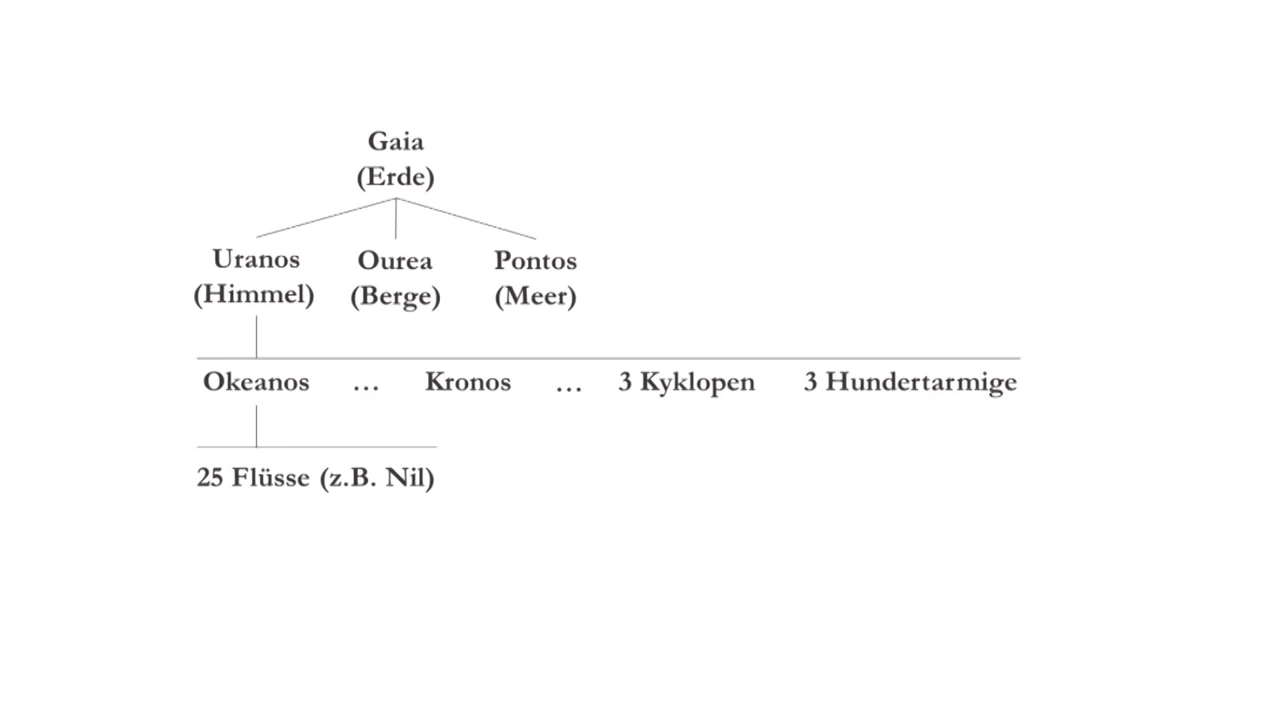 Gaia
(Erde)
Uranos Ourea Pontos
(Himmel) (Berge) (Meer)
Okeanos ... Kronos ... 3 Kyklopen 3 Hundertarmige
25 Flüsse (z.B. Nil)